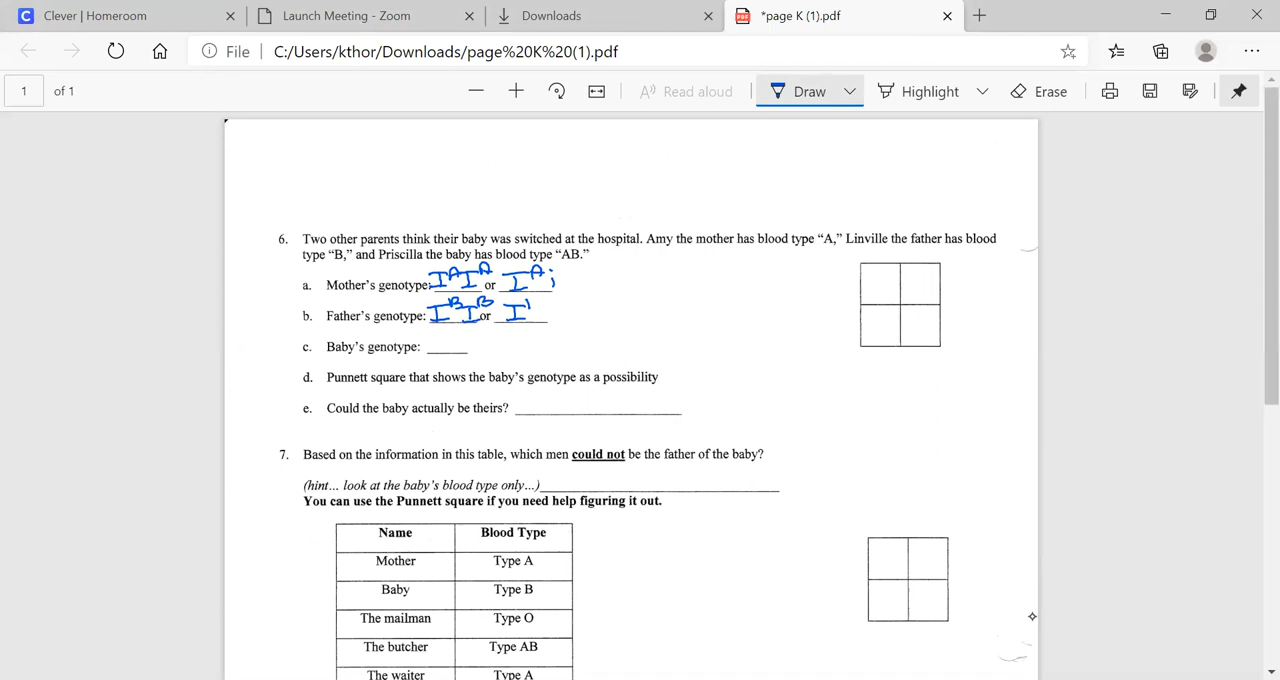 Clever | Homeroom
Launch Meeting - Zoom
Downloads
*page K (1).pdf
File C:/Users/kthor/Downloads/page%20K%20(1).pdf
1 of 1
Read aloud
Draw
Highlight
Erase
6. Two other parents think their baby was switched at the hospital. Amy the mother has blood type “A,” Linville the father has blood
type “B,” and Priscilla the baby has blood type “AB.”
a. Mother’s genotype: I^A I^A or I^A i
b. Father’s genotype: I^B I^B or I
c. Baby’s genotype: ______
d. Punnett square that shows the baby’s genotype as a possibility
e. Could the baby actually be theirs? ______
7. Based on the information in this table, which men could not be the father of the baby?
(hint... look at the baby’s blood type only...)______
You can use the Punnett square if you need help figuring it out.
Name Blood Type
Mother Type A
Baby Type B
The mailman Type O
The butcher Type AB
The waiter Type A